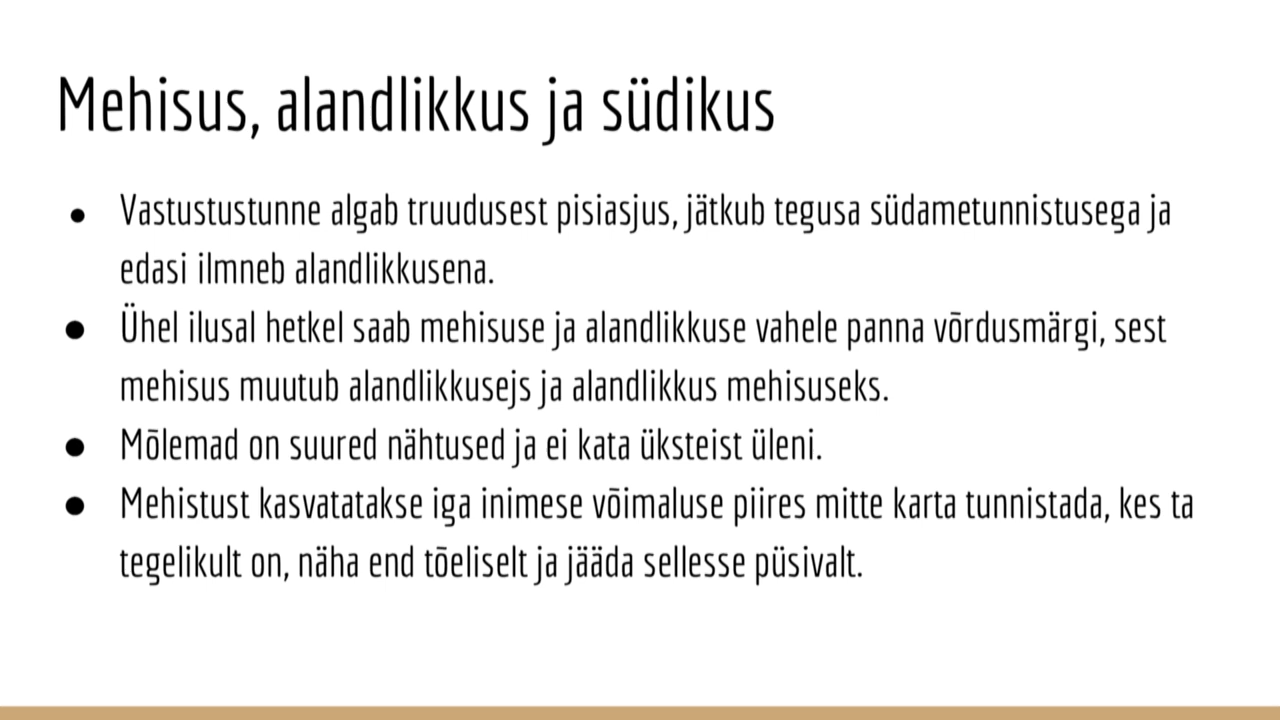 Mehisus, alandlikkus ja südikus
● Vastustustunne algab truudusest pisiasjus, jätkub tegusa südametunnistusega ja
edasi ilmneb alandlikkusena.
● Ühel ilusal hetkel saab mehisuse ja alandlikkuse vahele panna võrdusmärgi, sest
mehisus muutub alandlikkusejs ja alandlikkus mehisuseks.
● Mõlemad on suured nähtused ja ei kata üksteist üleni.
● Mehistust kasvatatakse iga inimese võimaluse piires mitte karta tunnistada, kes ta
tegelikult on, näha end tõeliselt ja jääda sellesse püsivalt.